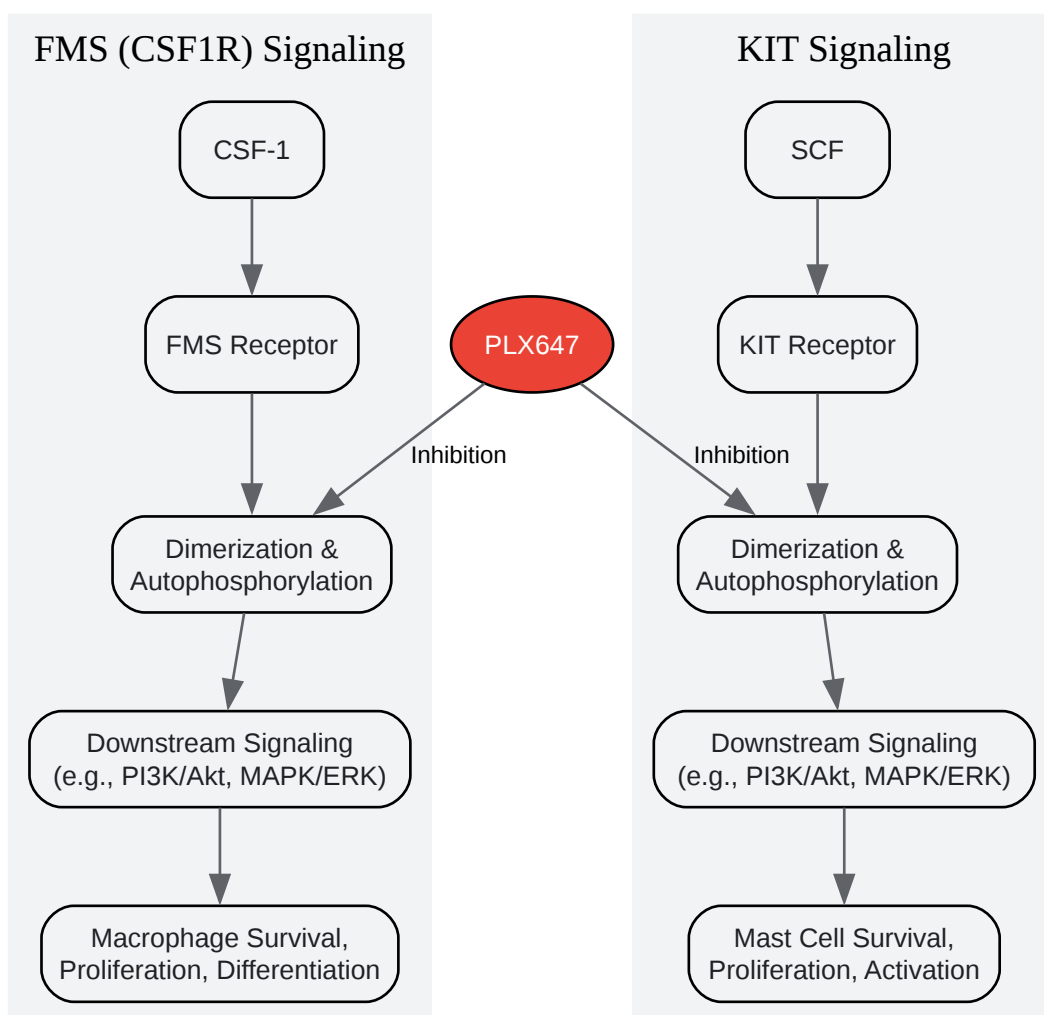 FMS (CSF1R) Signaling
CSF-1
FMS Receptor
Inhibition
Dimerization &
Autophosphorylation
Downstream Signaling
(e.g., PI3K/Akt, MAPK/ERK)
Macrophage Survival,
Proliferation, Differentiation
PLX647
KIT Signaling
SCF
KIT Receptor
Inhibition
Dimerization &
Autophosphorylation
Downstream Signaling
(e.g., PI3K/Akt, MAPK/ERK)
Mast Cell Survival,
Proliferation, Activation